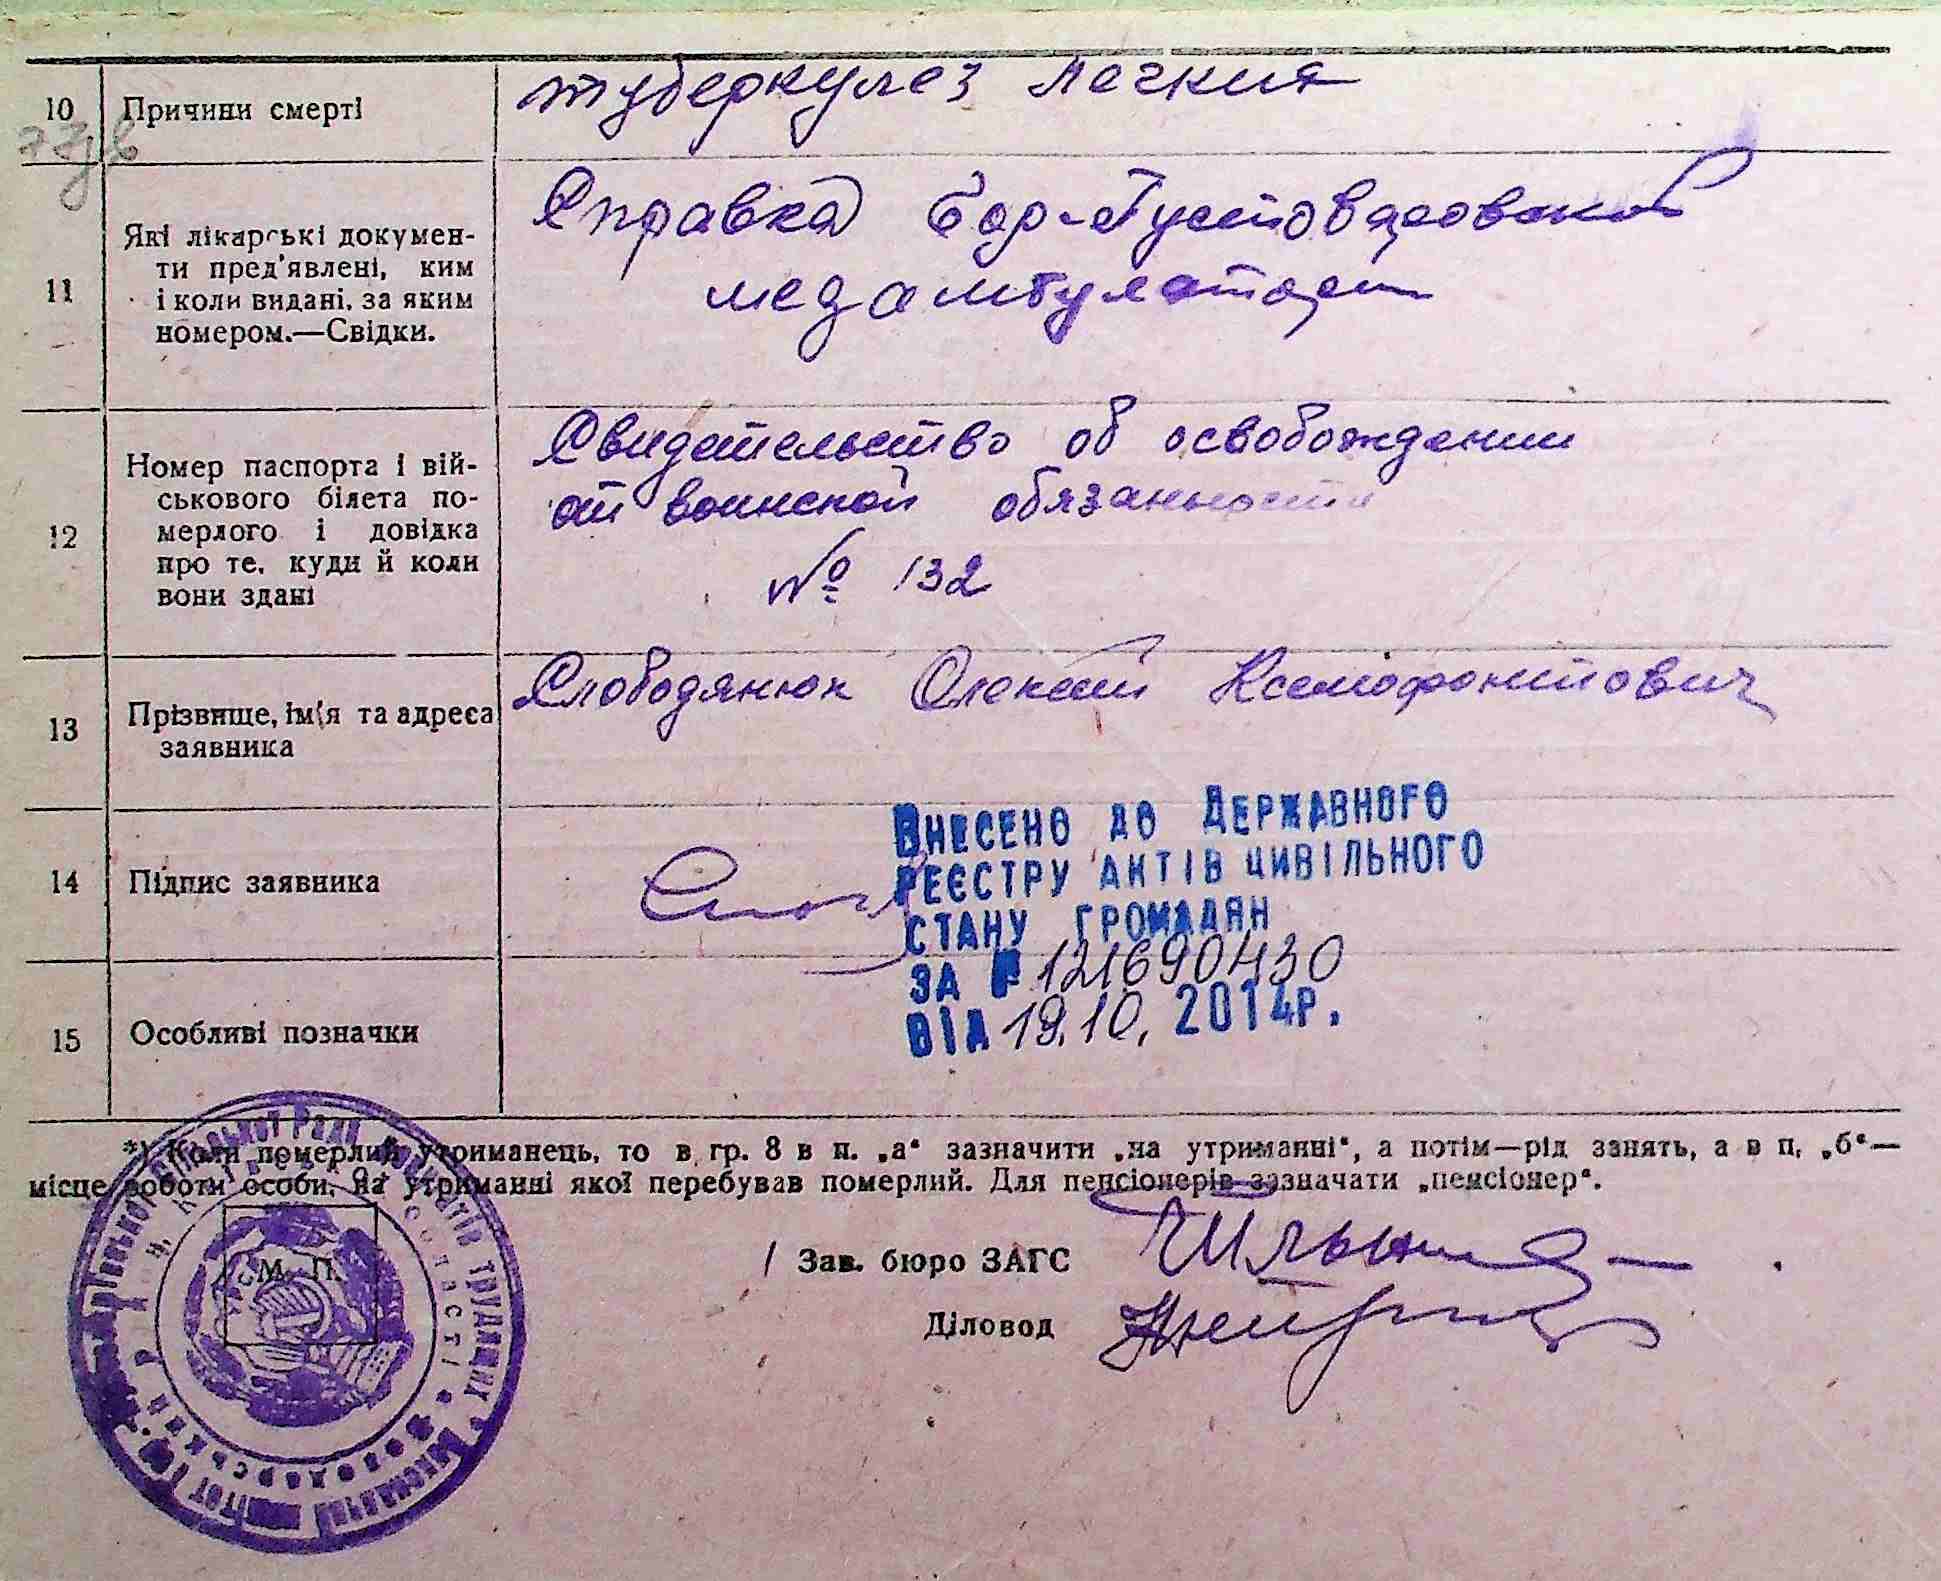 10 Причини смерті туберкулез легких
11 Які лікарські докумен-
ти пред'явлені, ким
і коли видані, за яким
номером.—Свідки.
Справка
медамбулатории
12 Номер паспорта і вій-
ськового білета по-
мерлого і довідка
про те, куди й коли
вони здані
Свидетельство об освобождении
от воинской обязанности
№ 132
13 Прізвище, ім'я та адреса
заявника
Слободянюк Олексій Ксенофонтович
14 Підпис заявника
ВНЕСЕНО ДО ДЕРЖАВНОГО
РЕЄСТРУ АКТІВ ЦИВІЛЬНОГО
СТАНУ ГРОМАДЯН
ЗА № 121690430
ВІД 19.10. 2014Р.
15 Особливі позначки
*) Коли померлий утриманець, то в гр. 8 в п. „а“ зазначити „на утриманні“, а потім—рід занять, а в п. „б“—
місце роботи особи, на утриманні якої перебував померлий. Для пенсіонерів зазначати „пенсіонер“.
М. П.
Зав. бюро ЗАГС
Діловод